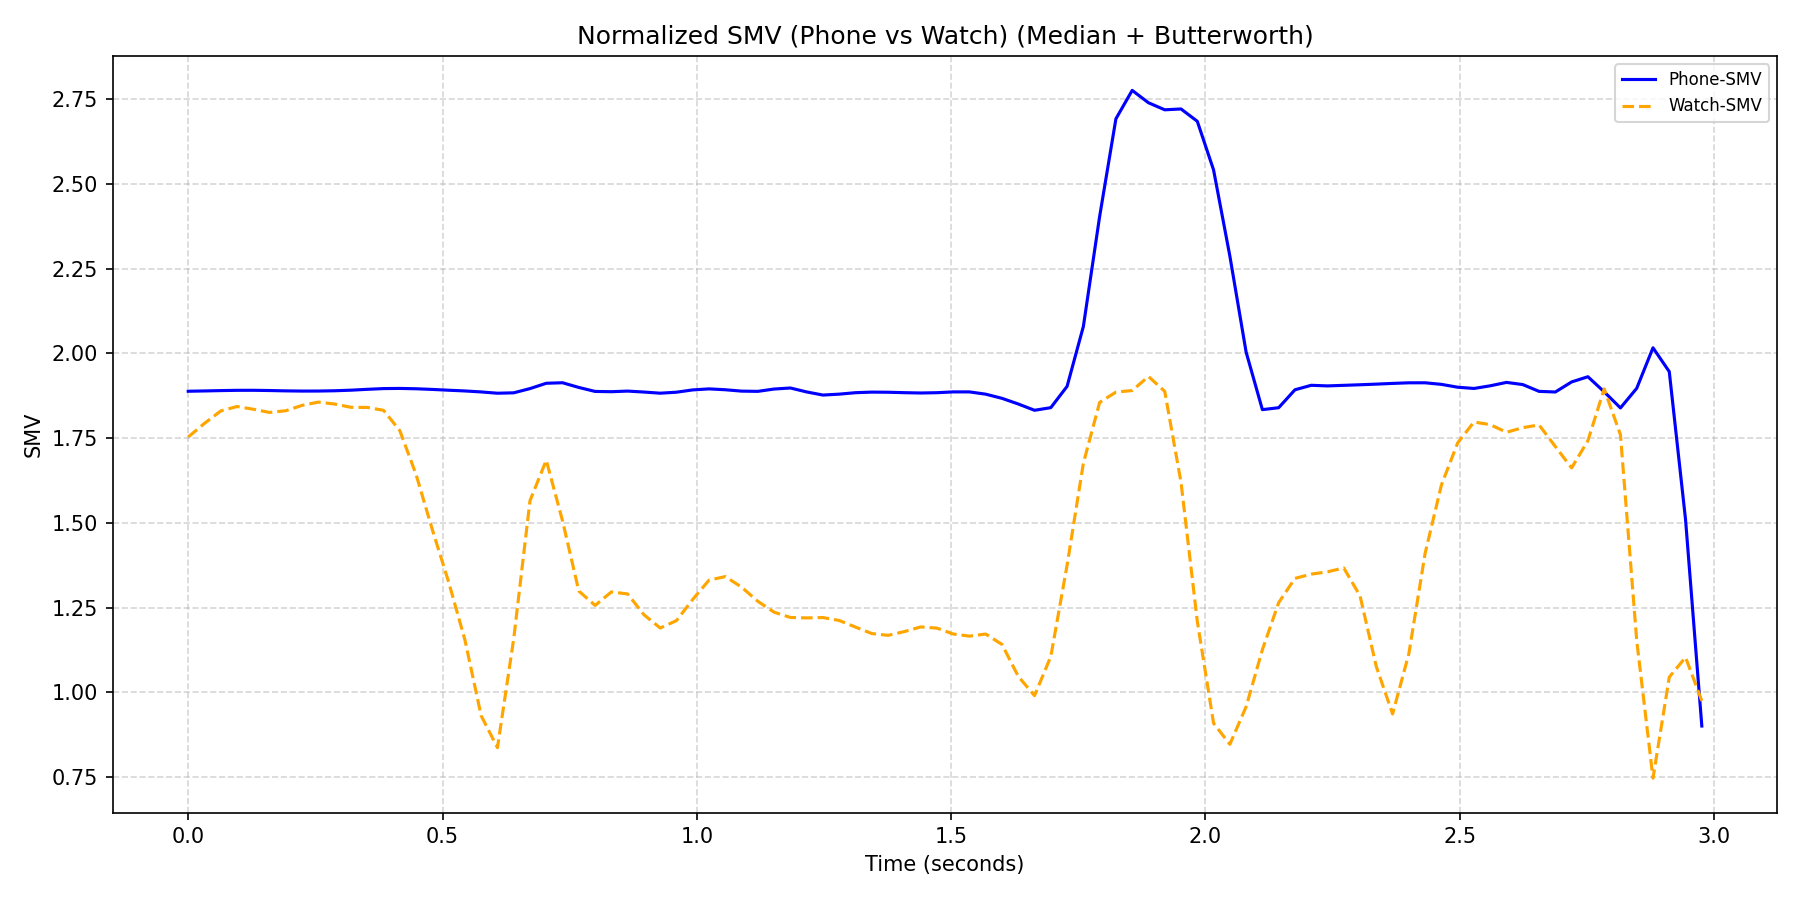 Normalized SMV (Phone vs Watch) (Median + Butterworth)
Phone-SMV
Watch-SMV
2.75
2.50
2.25
2.00
1.75
1.50
1.25
1.00
0.75
SMV
0.0 0.5 1.0 1.5 2.0 2.5 3.0
Time (seconds)